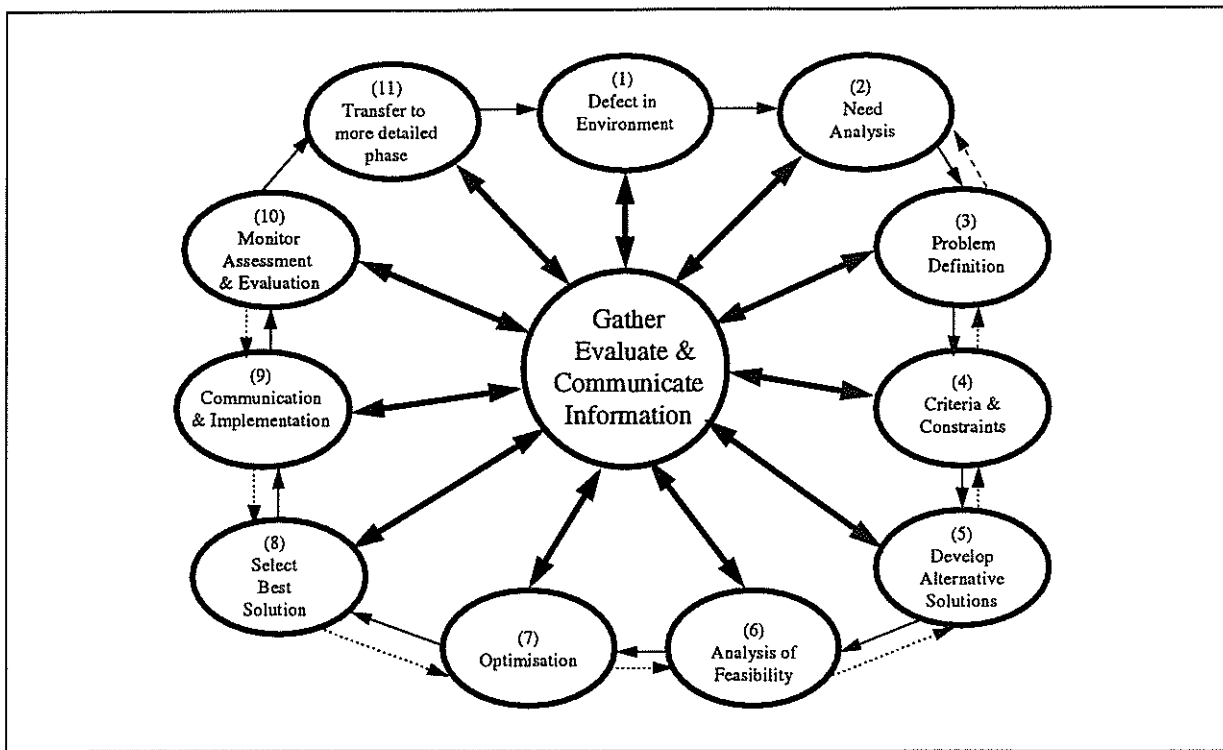 (1)
Defect in
Environment
(2)
Need
Analysis
(3)
Problem
Definition
(4)
Criteria &
Constraints
(5)
Develop
Alternative
Solutions
(6)
Analysis of
Feasibility
(7)
Optimisation
(8)
Select
Best
Solution
(9)
Communication
& Implementation
(10)
Monitor
Assessment
& Evaluation
(11)
Transfer to
more detailed
phase
Gather
Evaluate &
Communicate
Information